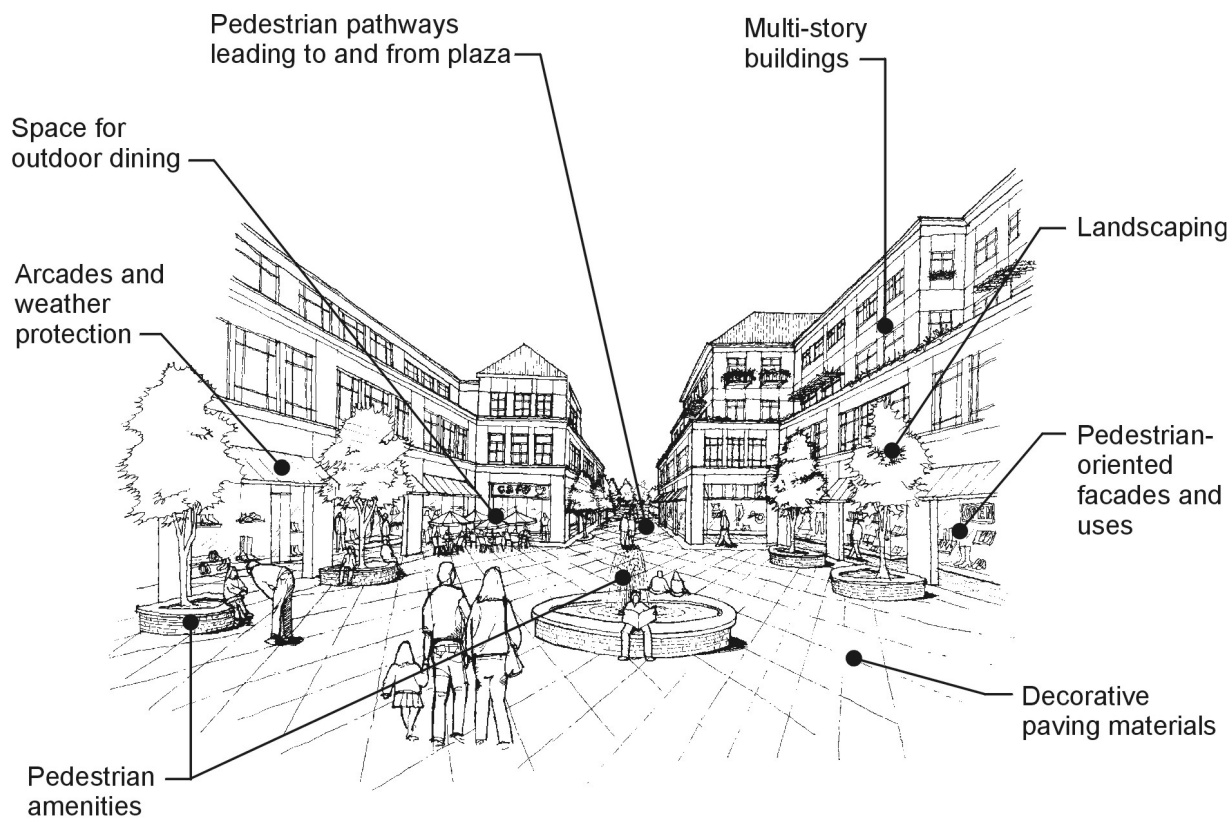 Pedestrian pathways
leading to and from plaza
Multi-story
buildings
Space for
outdoor dining
Landscaping
Arcades and
weather
protection
Pedestrian-
oriented
facades and
uses
CAFE
Decorative
paving materials
Pedestrian
amenities